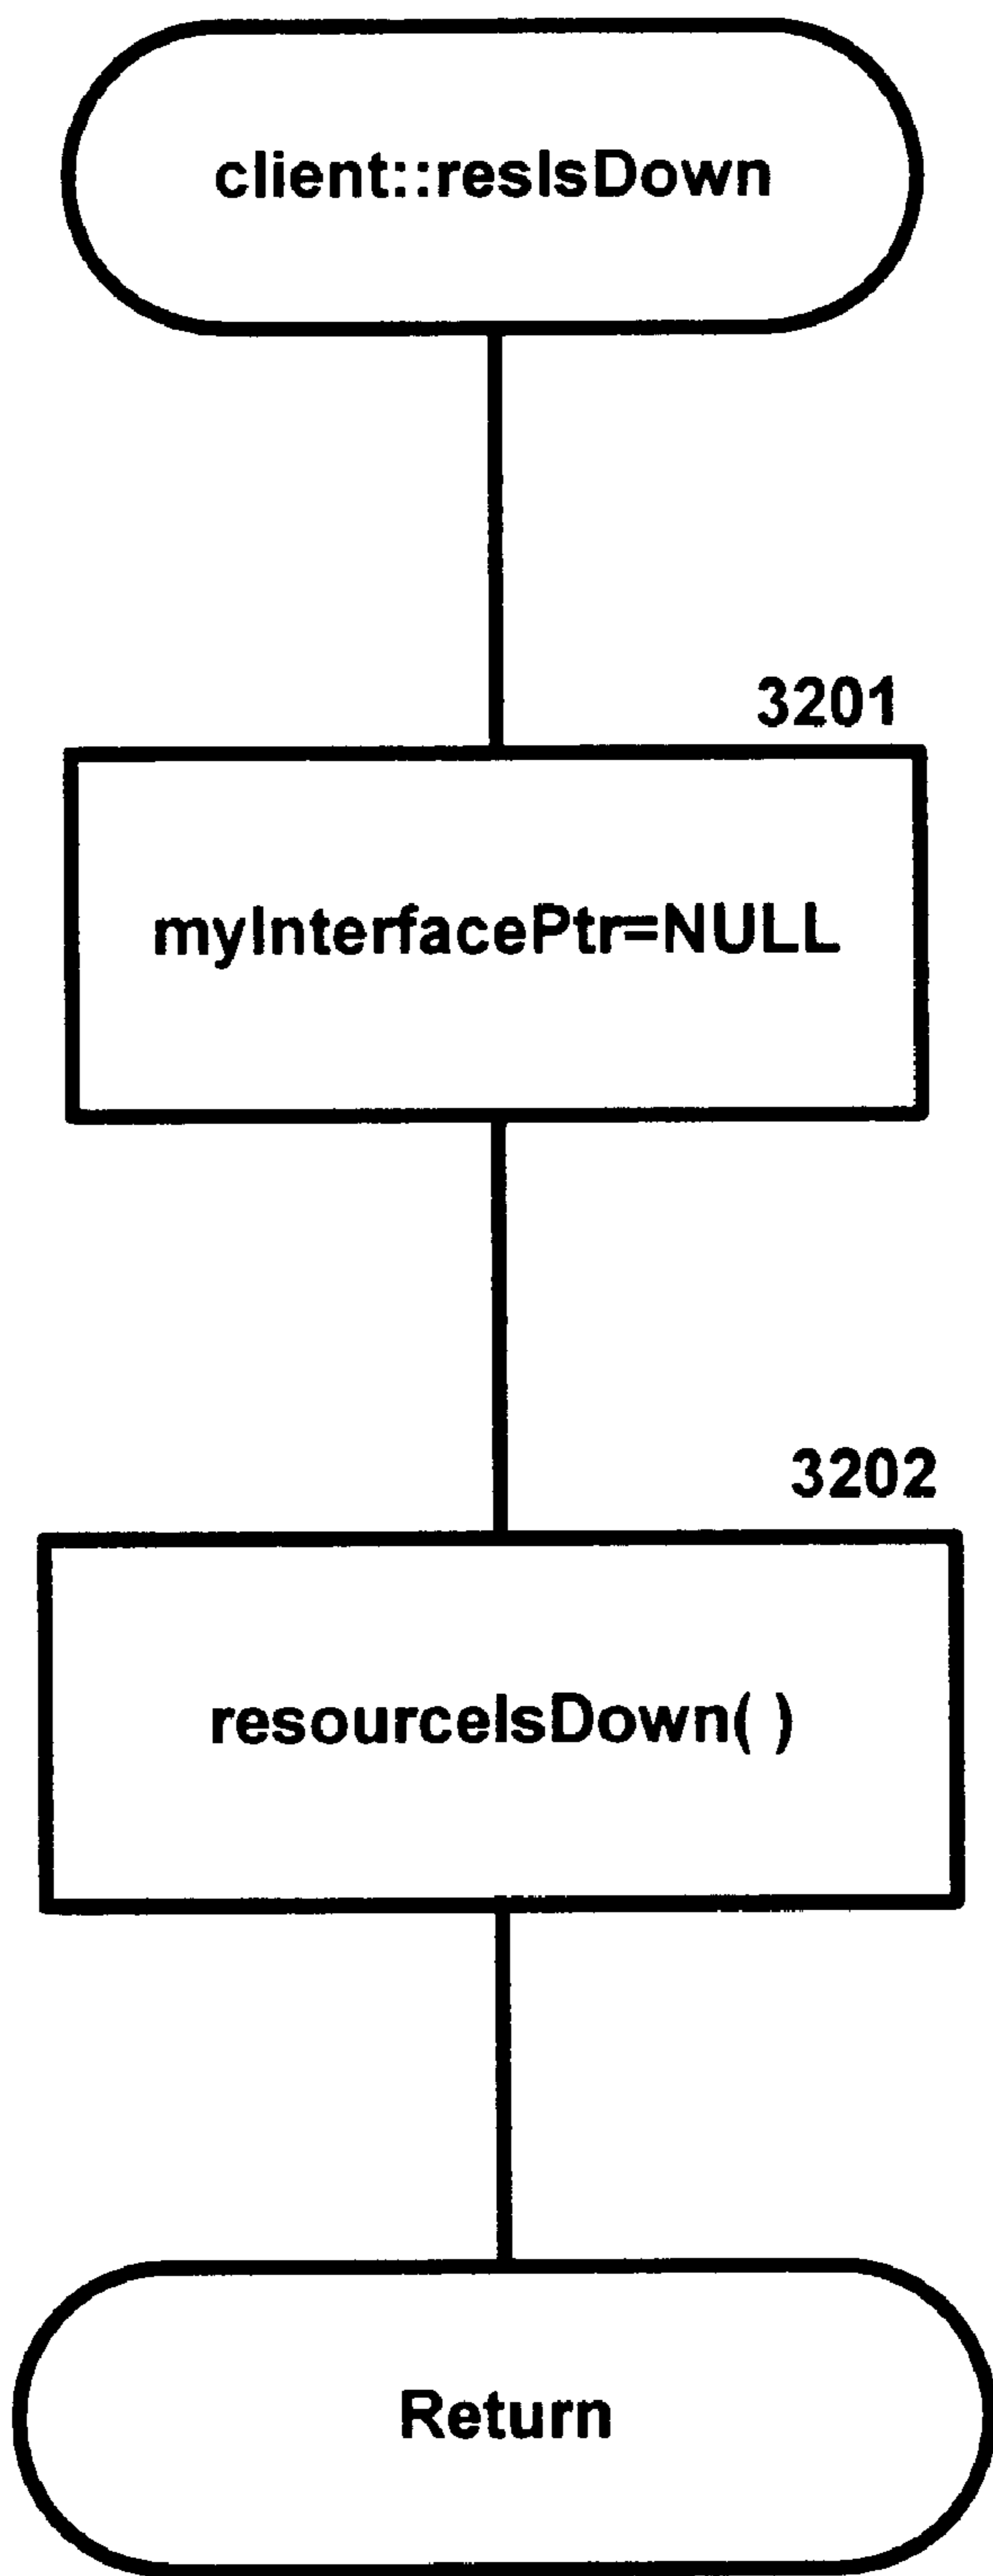 client::resIsDown
3201
myInterfacePtr=NULL
3202
resourceIsDown( )
Return